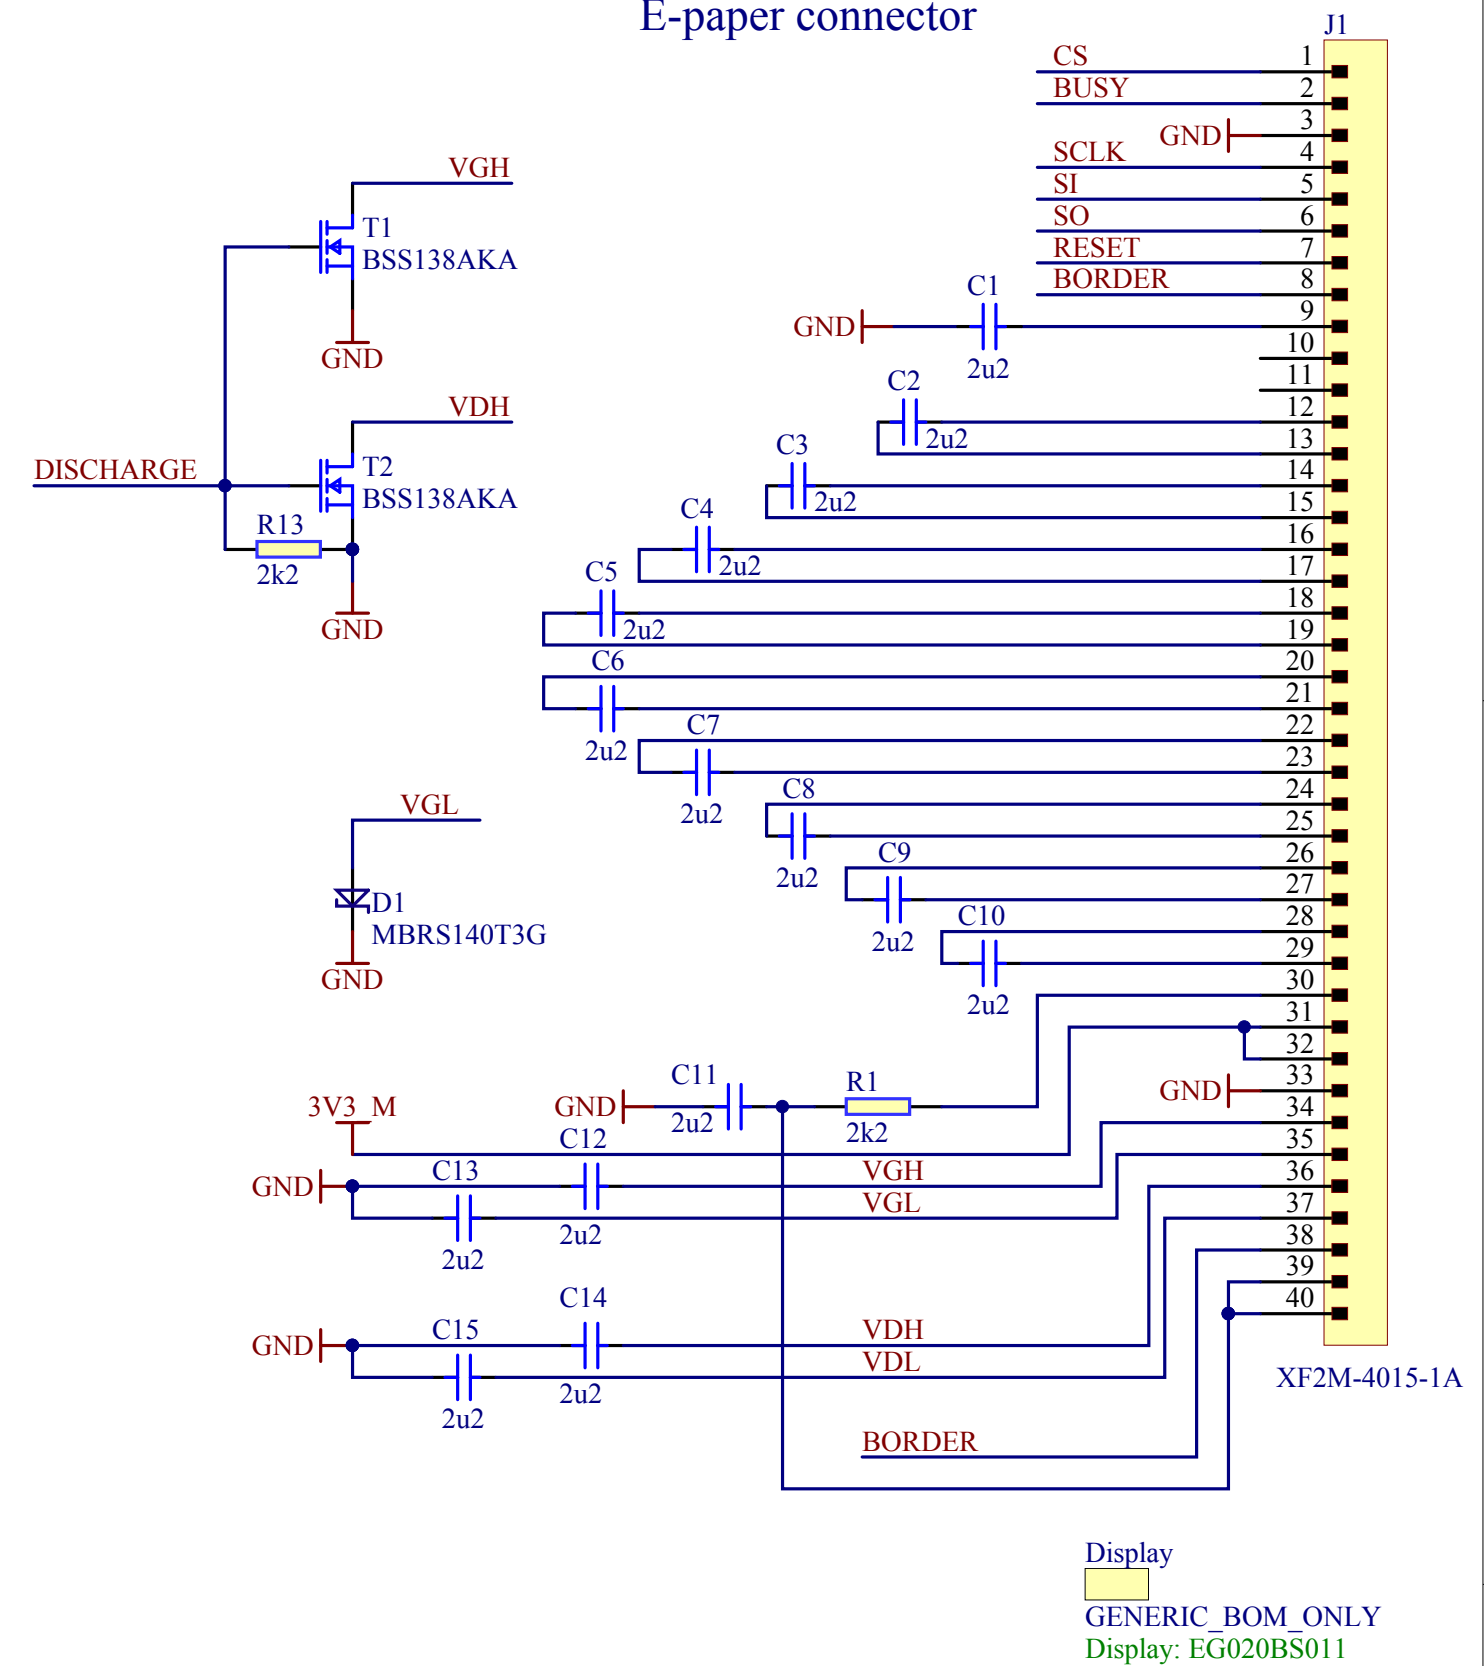 E-paper connector
J1
CS 1
BUSY 2
GND 3
SCLK 4
SI 5
SO 6
RESET 7
BORDER 8
GND C1 2u2 9
10
11
C2 2u2 12
13
C3 2u2 14
15
C4 2u2 16
17
C5 2u2 18
19
C6 2u2 20
21
C7 2u2 22
23
C8 2u2 24
25
C9 2u2 26
27
C10 2u2 28
29
30
31
32
GND 33
34
35
36
37
38
39
40
XF2M-4015-1A
VGH
T1
BSS138AKA
GND
VDH
DISCHARGE
T2
BSS138AKA
R13
2k2
GND
VGL
D1
MBRS140T3G
GND
3V3_M
GND C11 2u2 R1 2k2
GND C12 2u2 VGH
C13 2u2 VGL
GND C14 2u2 VDH
C15 2u2 VDL
BORDER
Display
GENERIC_BOM_ONLY
Display: EG020BS011